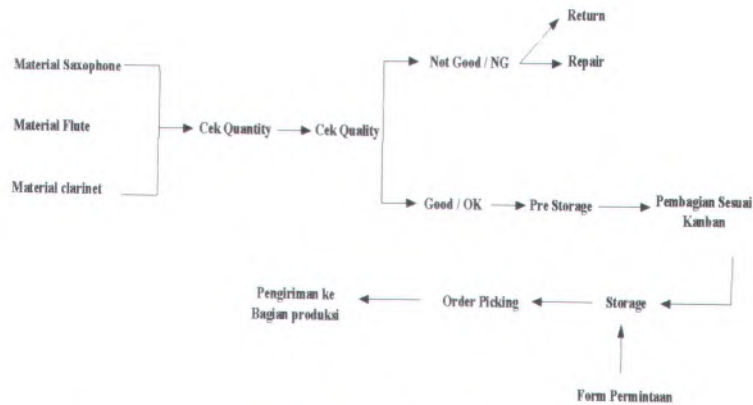 Return
Material Saxophone
Not Good / NG
Repair
Material Flute
Cek Quantity
Cek Quality
Material clarinet
Good / OK
Pre Storage
Pembagian Sesuai
Kanban
Pengiriman ke
Bagian produksi
Order Picking
Storage
Form Permintaan